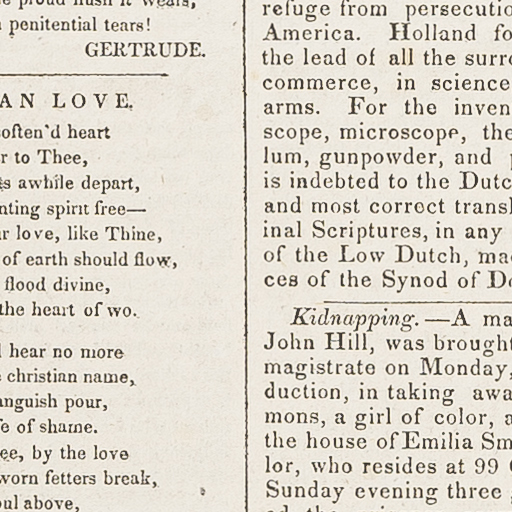 penitential tears!
GERTRUDE.
AN LOVE.
soften'd heart
r to Thee,
awhile depart,
nting spirit free—
r love, like Thine,
of earth should flow,
flood divine,
the heart of wo.
hear no more
christian name,
anguish pour,
fe of shame.
ee, by the love
worn fetters break,
oul above,
refuge from persecutio
America. Holland fo
the lead of all the surro
commerce, in science
arms. For the inven
scope, microscope, the
lum, gunpowder, and p
is indebted to the Dutc
and most correct transl
inal Scriptures, in any
of the Low Dutch, mad
ces of the Synod of Do
Kidnapping.—A ma
John Hill, was brought
magistrate on Monday,
duction, in taking awa
mons, a girl of color, a
the house of Emilia Sm
lor, who resides at 99
Sunday evening three